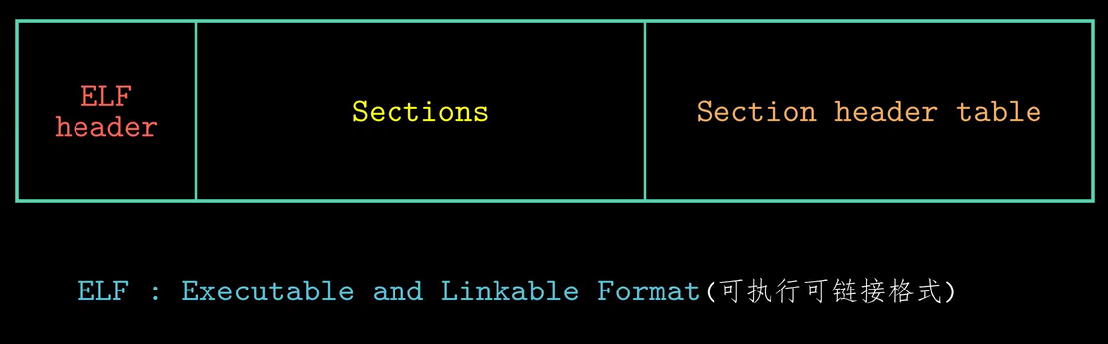 ELF
header
Sections
Section header table
ELF : Executable and Linkable Format(可执行可链接格式)